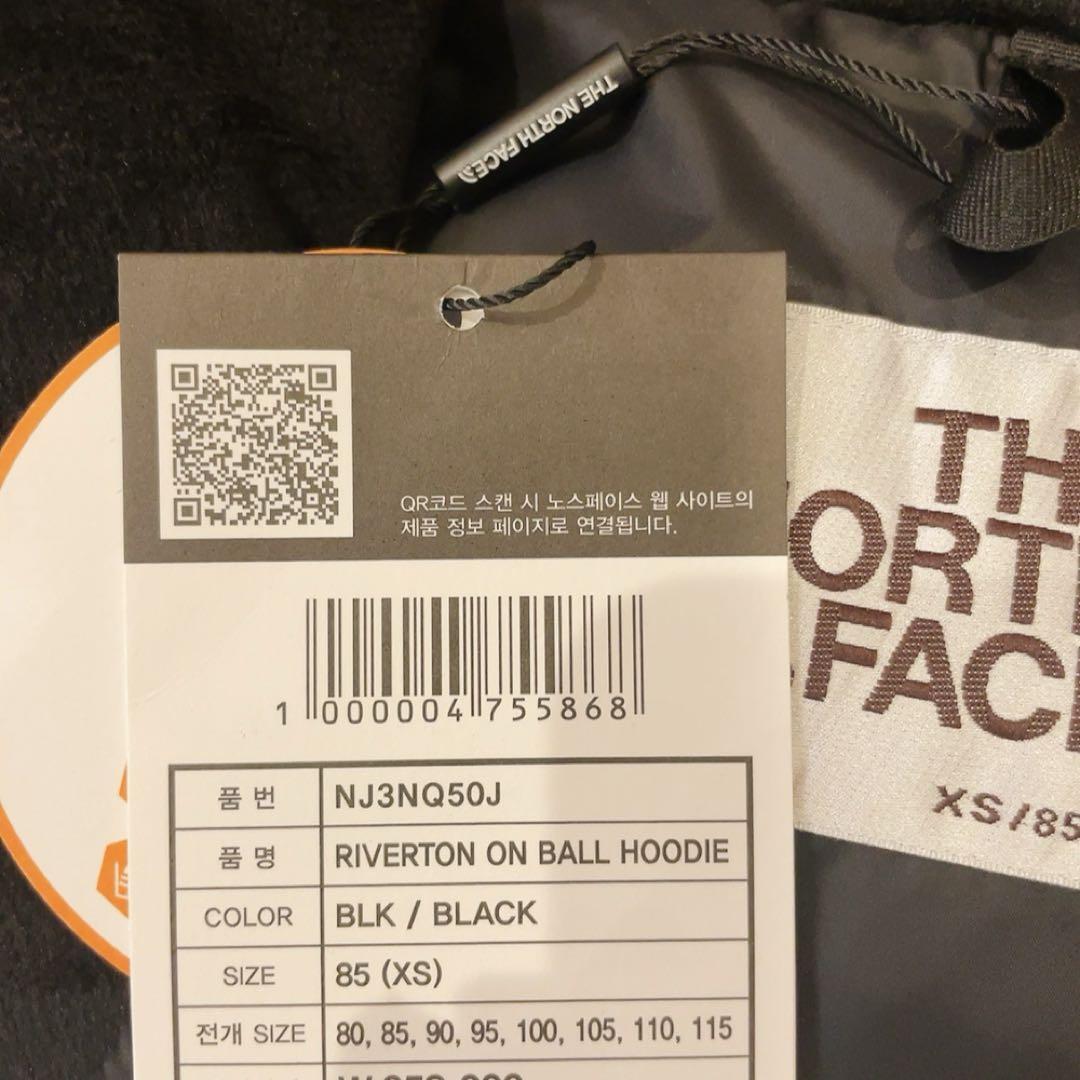 THE NORTH FACE
QR코드 스캔 시 노스페이스 웹 사이트의
제품 정보 페이지로 연결됩니다.
1 000004 755868
품 번 NJ3NQ50J
품 명 RIVERTON ON BALL HOODIE
COLOR BLK / BLACK
SIZE 85 (XS)
전개 SIZE 80, 85, 90, 95, 100, 105, 110, 115
TH
ORT
FAC
XS/85